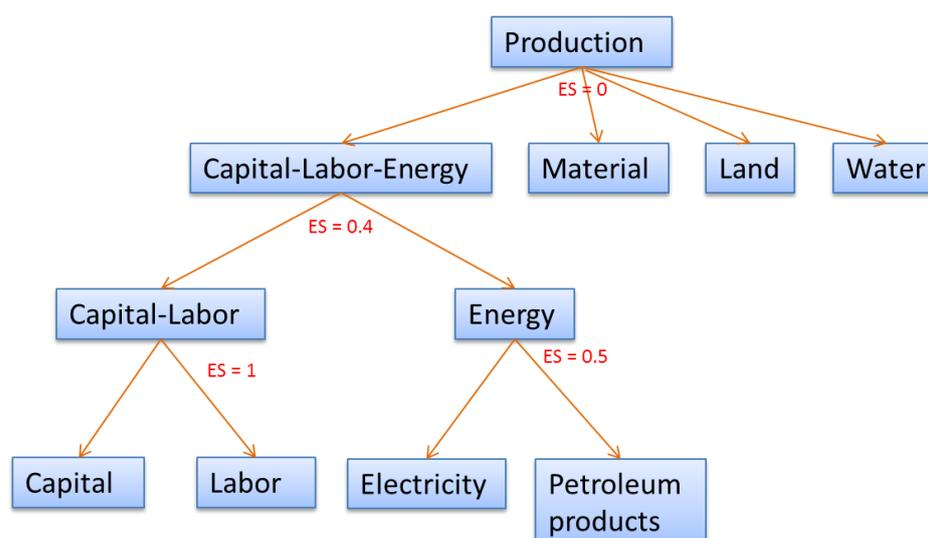 Production
ES = 0
Capital-Labor-Energy
Material
Land
Water
ES = 0.4
Capital-Labor
Energy
ES = 1
ES = 0.5
Capital
Labor
Electricity
Petroleum
products